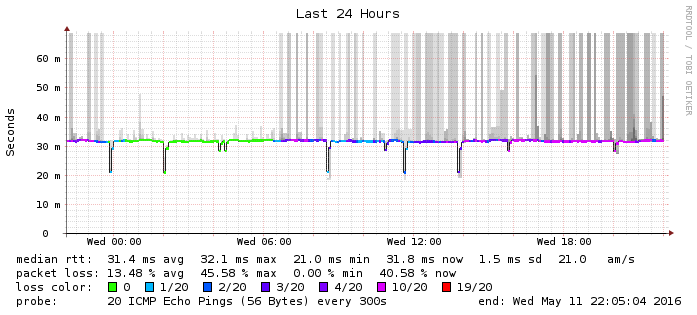 Last 24 Hours
RRDTOOL / TOBI OETIKER
Seconds
60 m
50 m
40 m
30 m
20 m
10 m
0
Wed 00:00 Wed 06:00 Wed 12:00 Wed 18:00
median rtt: 31.4 ms avg 32.1 ms max 21.0 ms min 31.8 ms now 1.5 ms sd 21.0 am/s
packet loss: 13.48 % avg 45.58 % max 0.00 % min 40.58 % now
loss color: 0 1/20 2/20 3/20 4/20 10/20 19/20
probe: 20 ICMP Echo Pings (56 Bytes) every 300s end: Wed May 11 22:05:04 2016